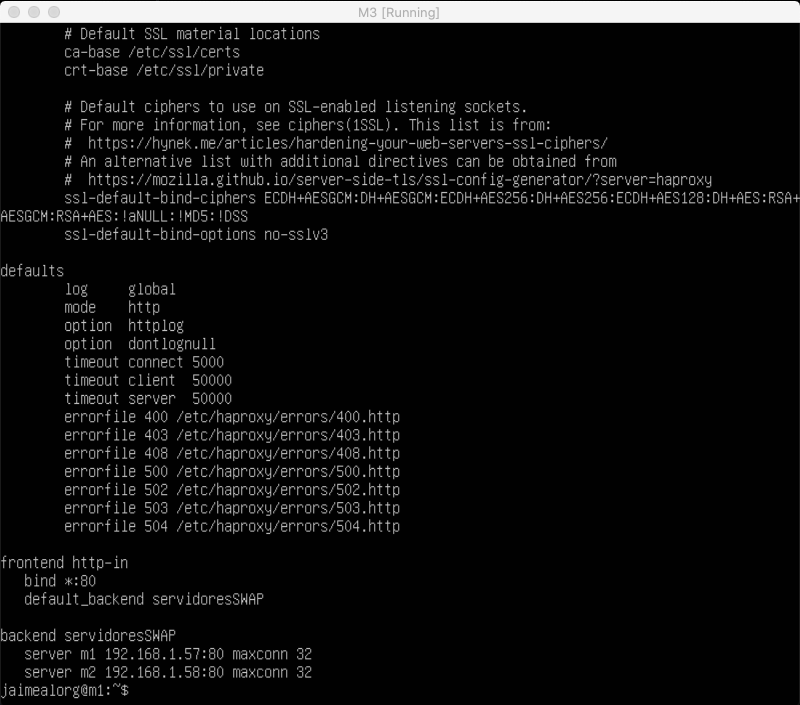 M3 [Running]
# Default SSL material locations
ca-base /etc/ssl/certs
crt-base /etc/ssl/private
# Default ciphers to use on SSL-enabled listening sockets.
# For more information, see ciphers(1SSL). This list is from:
#  https://hynek.me/articles/hardening-your-web-servers-ssl-ciphers/
# An alternative list with additional directives can be obtained from
#  https://mozilla.github.io/server-side-tls/ssl-config-generator/?server=haproxy
ssl-default-bind-ciphers ECDH+AESGCM:DH+AESGCM:ECDH+AES256:DH+AES256:ECDH+AES128:DH+AES:RSA+
AESGCM:RSA+AES:!aNULL:!MD5:!DSS
ssl-default-bind-options no-sslv3
defaults
log     global
mode    http
option  httplog
option  dontlognull
timeout connect 5000
timeout client  50000
timeout server  50000
errorfile 400 /etc/haproxy/errors/400.http
errorfile 403 /etc/haproxy/errors/403.http
errorfile 408 /etc/haproxy/errors/408.http
errorfile 500 /etc/haproxy/errors/500.http
errorfile 502 /etc/haproxy/errors/502.http
errorfile 503 /etc/haproxy/errors/503.http
errorfile 504 /etc/haproxy/errors/504.http
frontend http-in
bind *:80
default_backend servidoresSWAP
backend servidoresSWAP
server m1 192.168.1.57:80 maxconn 32
server m2 192.168.1.58:80 maxconn 32
jaimealorg@m1:~$